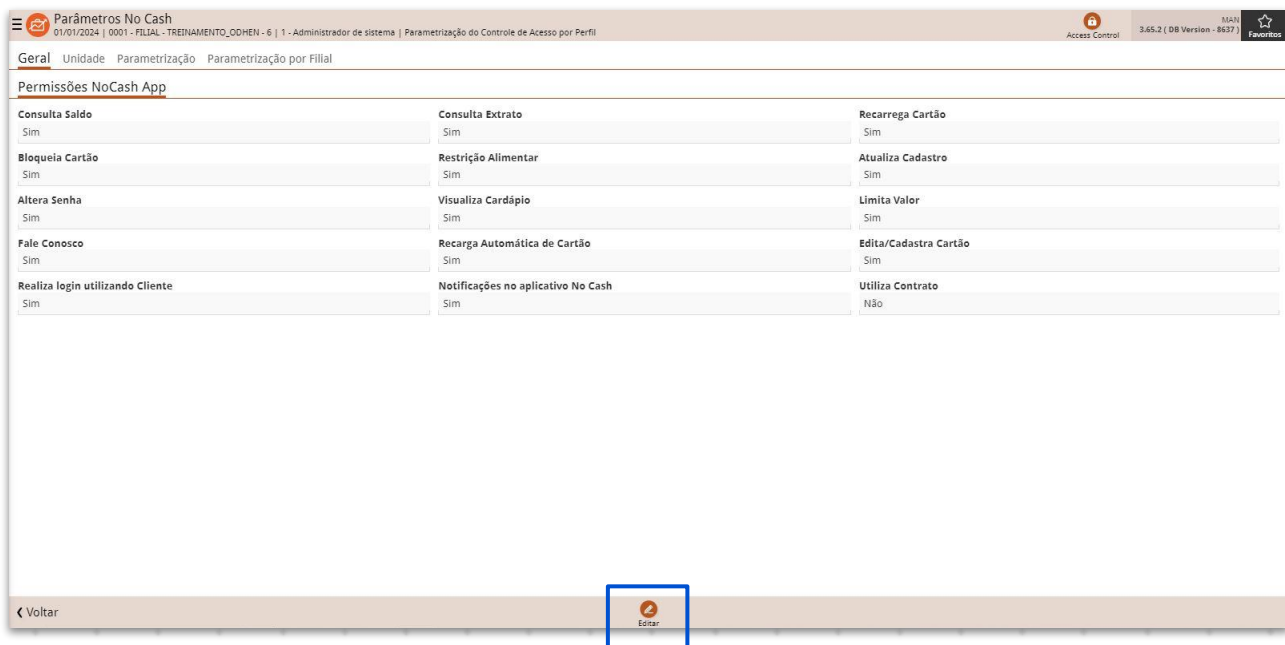 Parâmetros No Cash
01/01/2024 | 0001 - FILIAL - TREINAMENTO_ODHEN - 6 | 1 - Administrador de sistema | Parametrização do Controle de Acesso por Perfil
Access Control
MAN
3.65.2 ( DB Version - 8637 )
Favoritos
Geral Unidade Parametrização Parametrização por Filial
Permissões NoCash App
Consulta Saldo Consulta Extrato Recarrega Cartão
Sim Sim Sim
Bloqueia Cartão Restrição Alimentar Atualiza Cadastro
Sim Sim Sim
Altera Senha Visualiza Cardápio Limita Valor
Sim Sim Sim
Fale Conosco Recarga Automática de Cartão Edita/Cadastra Cartão
Sim Sim Sim
Realiza login utilizando Cliente Notificações no aplicativo No Cash Utiliza Contrato
Sim Sim Não
Voltar
Editar